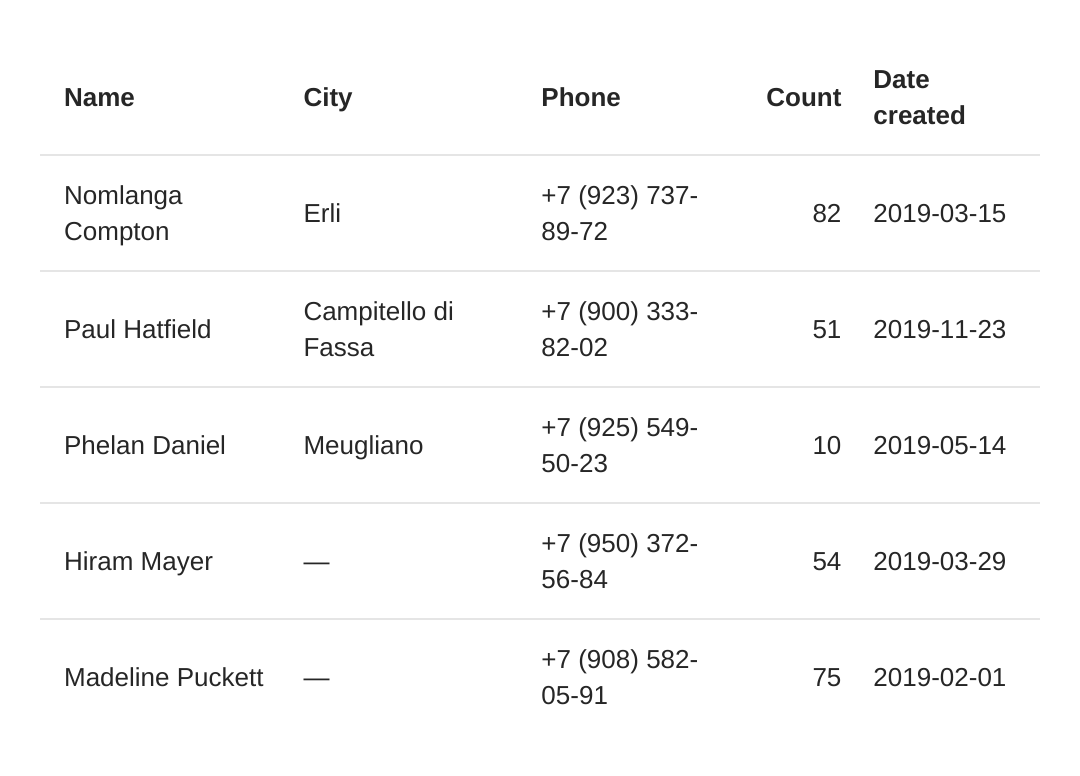 Name City Phone Count Date created
Nomlanga Compton Erli +7 (923) 737-89-72 82 2019-03-15
Paul Hatfield Campitello di Fassa +7 (900) 333-82-02 51 2019-11-23
Phelan Daniel Meugliano +7 (925) 549-50-23 10 2019-05-14
Hiram Mayer — +7 (950) 372-56-84 54 2019-03-29
Madeline Puckett — +7 (908) 582-05-91 75 2019-02-01